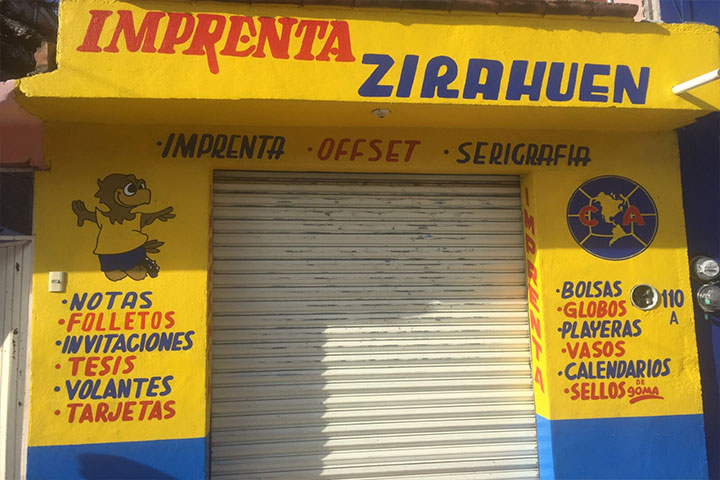 IMPRENTA
ZIRAHUEN
·IMPRENTA ·OFFSET ·SERIGRAFIA
·NOTAS
·FOLLETOS
·INVITACIONES
·TESIS
·VOLANTES
·TARJETAS
IMPRENTA
C A
·BOLSAS
·GLOBOS
·PLAYERAS
·VASOS
·CALENDARIOS
·SELLOS DE goma
110
A